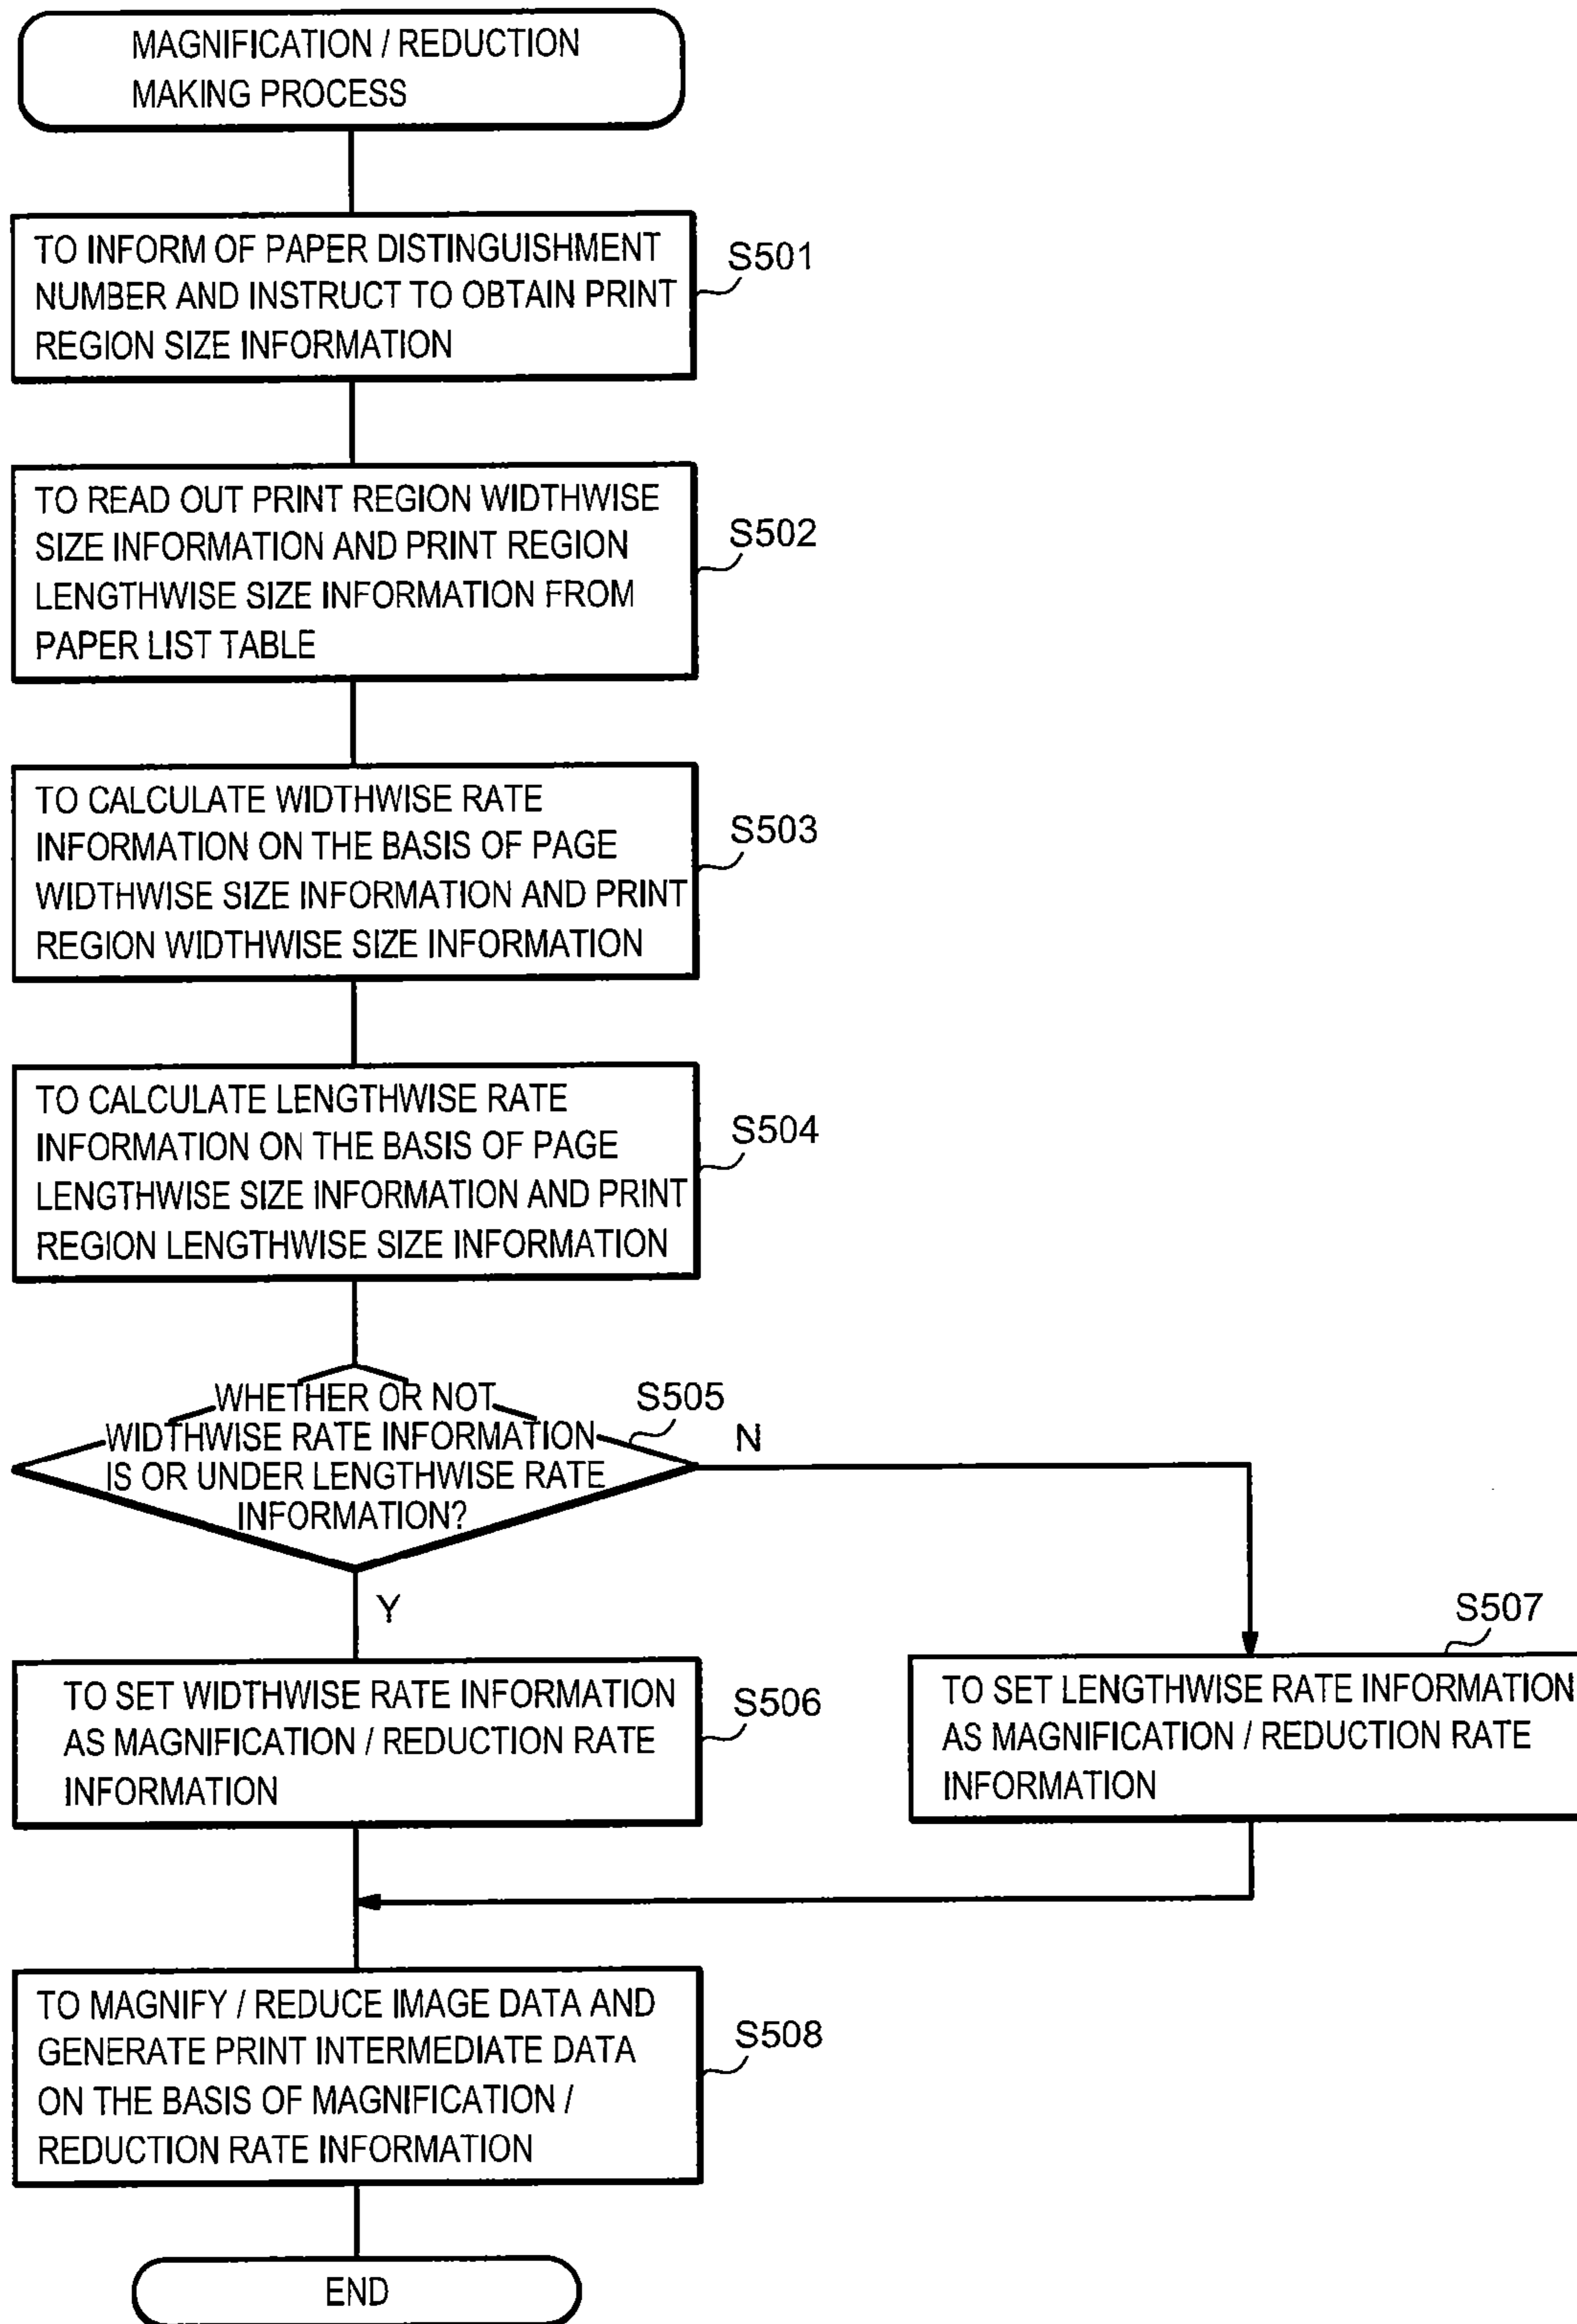 MAGNIFICATION / REDUCTION
MAKING PROCESS
TO INFORM OF PAPER DISTINGUISHMENT
NUMBER AND INSTRUCT TO OBTAIN PRINT
REGION SIZE INFORMATION
S501
TO READ OUT PRINT REGION WIDTHWISE
SIZE INFORMATION AND PRINT REGION
LENGTHWISE SIZE INFORMATION FROM
PAPER LIST TABLE
S502
TO CALCULATE WIDTHWISE RATE
INFORMATION ON THE BASIS OF PAGE
WIDTHWISE SIZE INFORMATION AND PRINT
REGION WIDTHWISE SIZE INFORMATION
S503
TO CALCULATE LENGTHWISE RATE
INFORMATION ON THE BASIS OF PAGE
LENGTHWISE SIZE INFORMATION AND PRINT
REGION LENGTHWISE SIZE INFORMATION
S504
WHETHER OR NOT
WIDTHWISE RATE INFORMATION
IS OR UNDER LENGTHWISE RATE
INFORMATION?
S505
N
Y
TO SET WIDTHWISE RATE INFORMATION
AS MAGNIFICATION / REDUCTION RATE
INFORMATION
S506
S507
TO SET LENGTHWISE RATE INFORMATION
AS MAGNIFICATION / REDUCTION RATE
INFORMATION
TO MAGNIFY / REDUCE IMAGE DATA AND
GENERATE PRINT INTERMEDIATE DATA
ON THE BASIS OF MAGNIFICATION /
REDUCTION RATE INFORMATION
S508
END